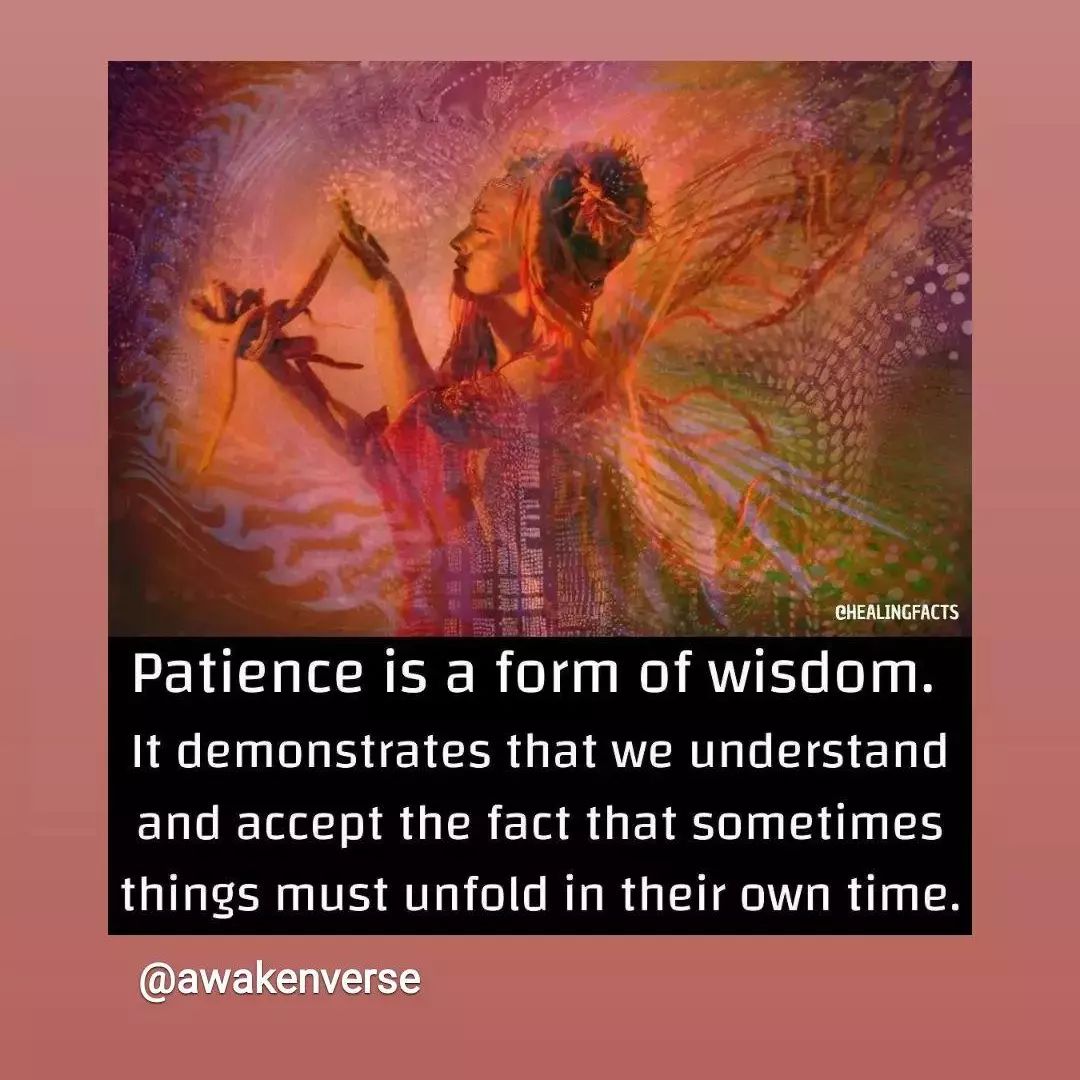 @HEALINGFACTS
Patience is a form of wisdom.
It demonstrates that we understand
and accept the fact that sometimes
things must unfold in their own time.
@awakenverse